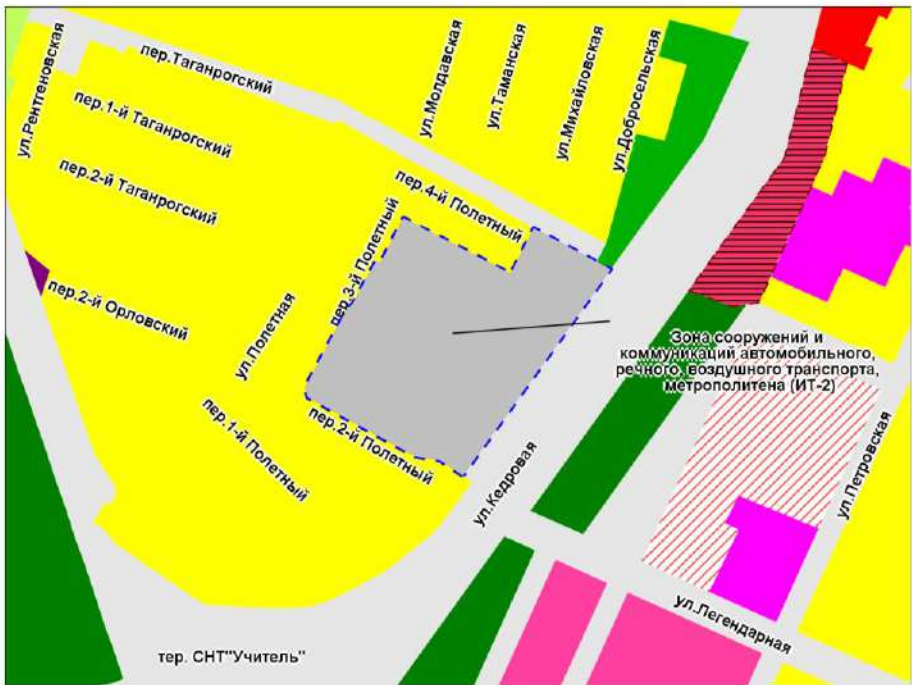 ул.Рентгеновская
пер.Таганрогский
пер.1-й Таганрогский
пер.2-й Таганрогский
ул.Молдавская
ул.Таманская
ул.Михайловская
ул.Добросельская
пер.4-й Полетный
пер.3-й Полетный
пер.2-й Орловский
ул.Полетная
пер.1-й Полетный
пер.2-й Полетный
ул.Кедровая
Зона сооружений и
коммуникаций автомобильного,
речного, воздушного транспорта,
метрополитена (ИТ-2)
ул.Петровская
ул.Легендарная
тер. СНТ"Учитель"